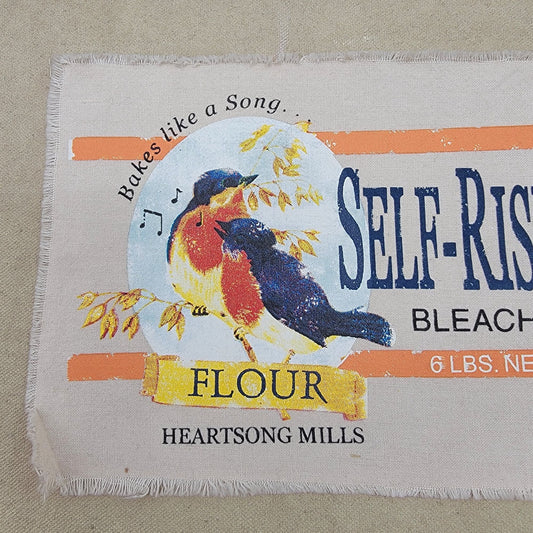 Bakes like a Song...
SELF-RIS
BLEACH
6 LBS. NE
FLOUR
HEARTSONG MILLS